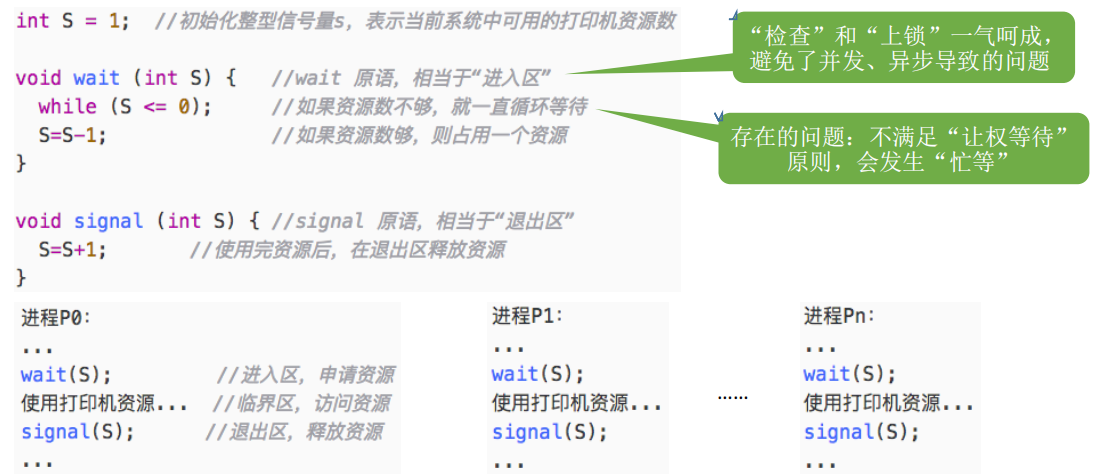 int S = 1;  //初始化整型信号量s，表示当前系统中可用的打印机资源数
void wait (int S) {   //wait 原语，相当于“进入区”
while (S <= 0);      //如果资源数不够，就一直循环等待
S=S-1;              //如果资源数够，则占用一个资源
}
void signal (int S) { //signal 原语，相当于“退出区”
S=S+1;       //使用完资源后，在退出区释放资源
}
“检查”和“上锁”一气呵成，
避免了并发、异步导致的问题
存在的问题：不满足“让权等待”
原则，会发生“忙等”
进程P0:
...
wait(S);         //进入区，申请资源
使用打印机资源...  //临界区，访问资源
signal(S);      //退出区，释放资源
...
进程P1:
...
wait(S);
使用打印机资源...
signal(S);
...
……
进程Pn:
...
wait(S);
使用打印机资源...
signal(S);
...